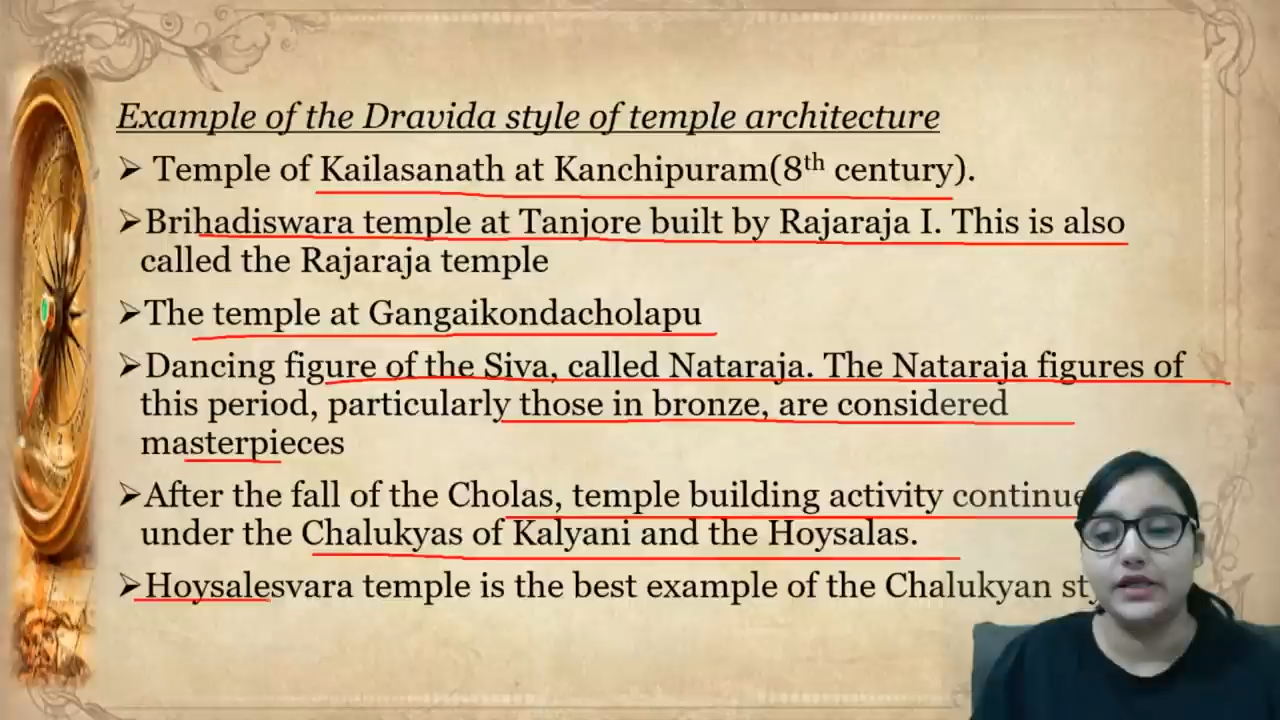 Example of the Dravida style of temple architecture
➢ Temple of Kailasanath at Kanchipuram(8th century).
➢Brihadiswara temple at Tanjore built by Rajaraja I. This is also
called the Rajaraja temple
➢The temple at Gangaikondacholapu
➢Dancing figure of the Siva, called Nataraja. The Nataraja figures of
this period, particularly those in bronze, are considered
masterpieces
➢After the fall of the Cholas, temple building activity
under the Chalukyas of Kalyani and the Hoysalas.
➢Hoysalesvara temple is the best example of the Chalukyan